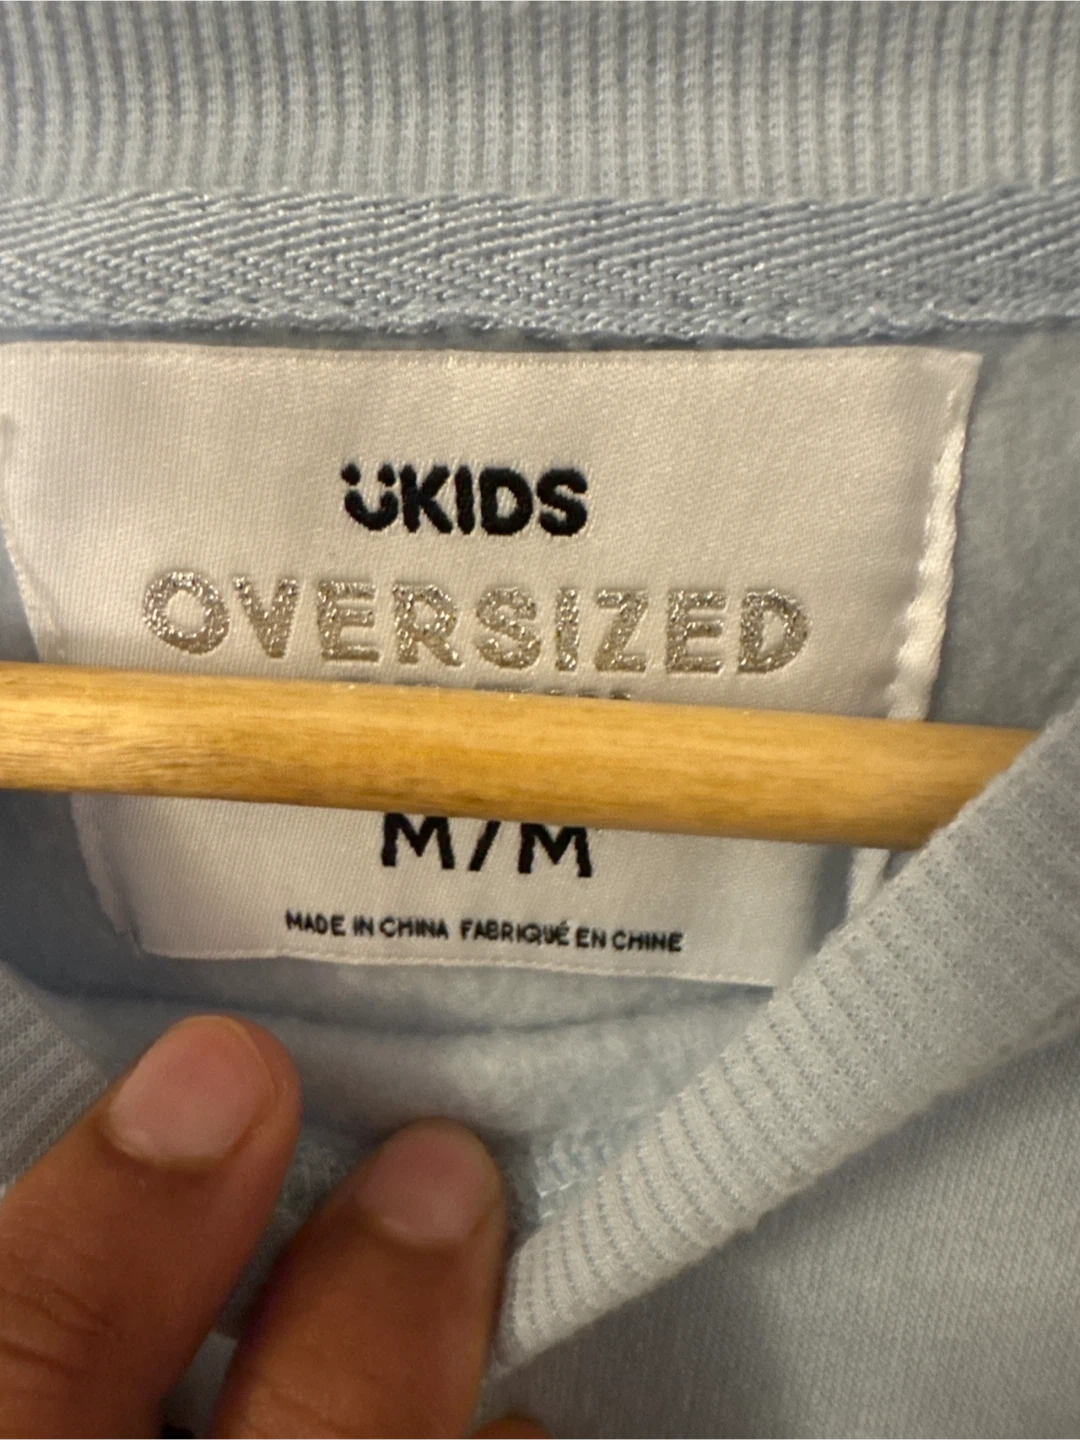 ÜKIDS
OVERSIZED
M/M
MADE IN CHINA FABRIQUÉ EN CHINE